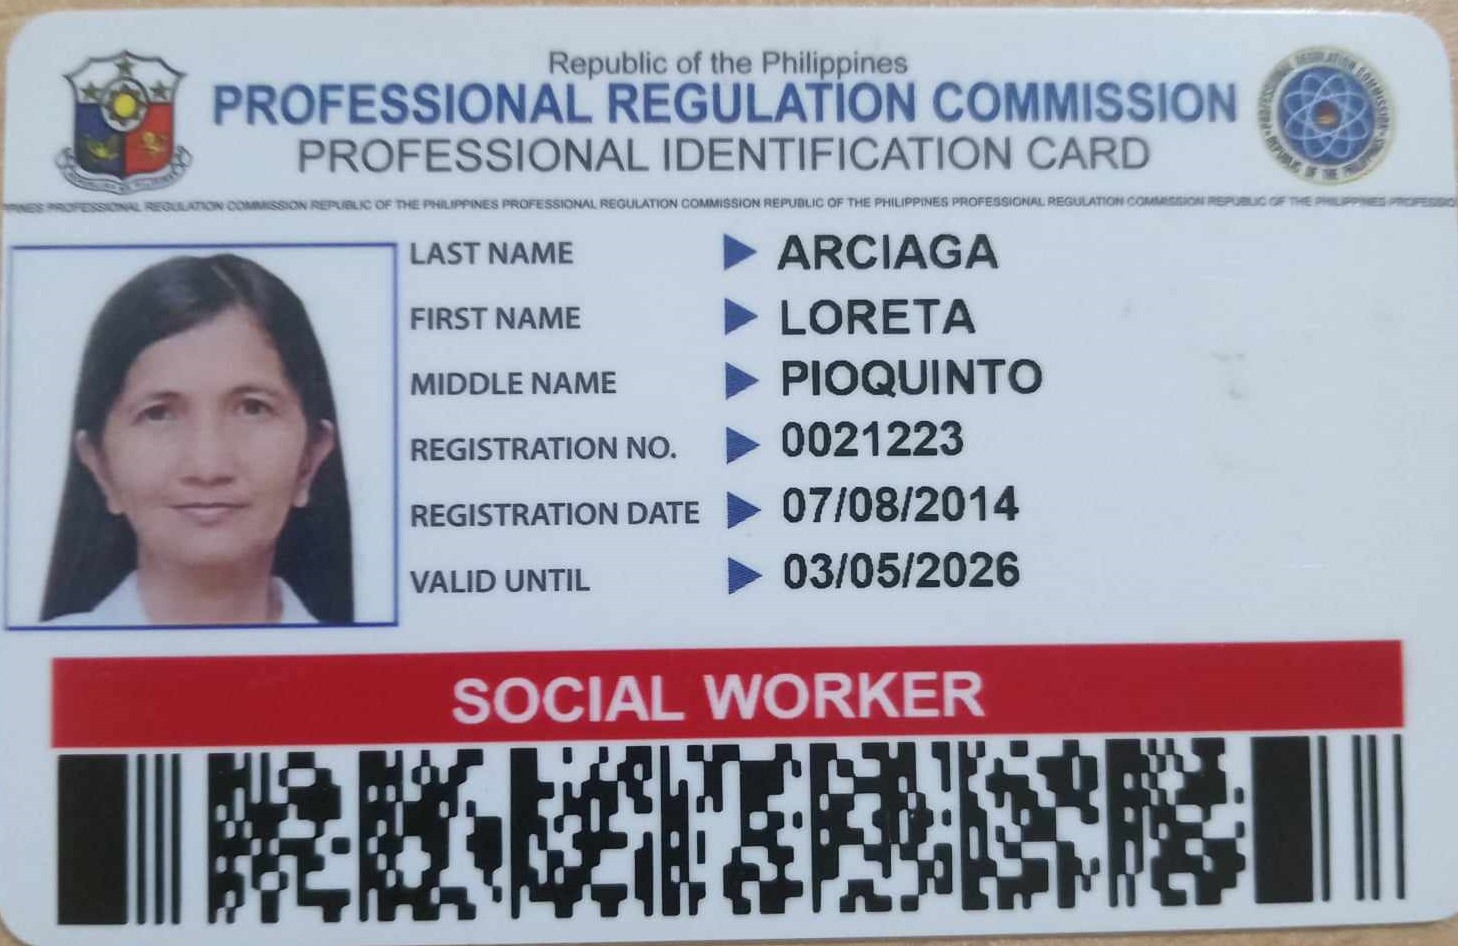 Republic of the Philippines
PROFESSIONAL REGULATION COMMISSION
PROFESSIONAL IDENTIFICATION CARD
PINES PROFESSIONAL REGULATION COMMISSION REPUBLIC OF THE PHILIPPINES PROFESSIONAL REGULATION COMMISSION REPUBLIC OF THE PHILIPPINES PROFESSIONAL REGULATION COMMISSION REPUBLIC OF THE PHILIPPINES PROFESSIO
LAST NAME ARCIAGA
FIRST NAME LORETA
MIDDLE NAME PIOQUINTO
REGISTRATION NO. 0021223
REGISTRATION DATE 07/08/2014
VALID UNTIL 03/05/2026
SOCIAL WORKER